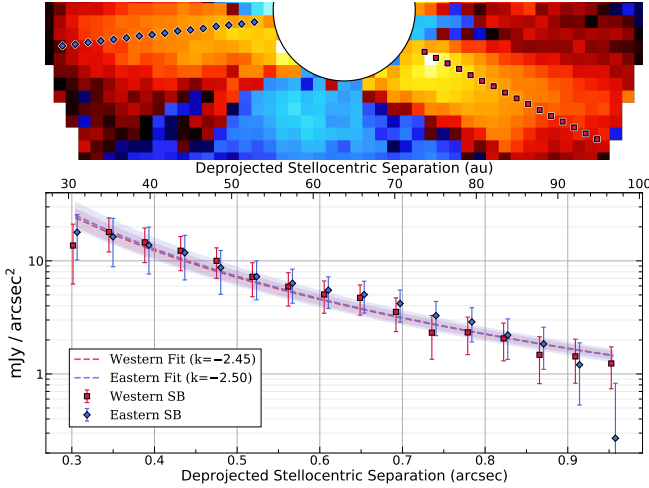 Deprojected Stellocentric Separation (au)
30 40 50 60 70 80 90 100
mJy / arcsec²
10
1
Western Fit (k=−2.45)
Eastern Fit (k=−2.50)
Western SB
Eastern SB
0.3 0.4 0.5 0.6 0.7 0.8 0.9
Deprojected Stellocentric Separation (arcsec)